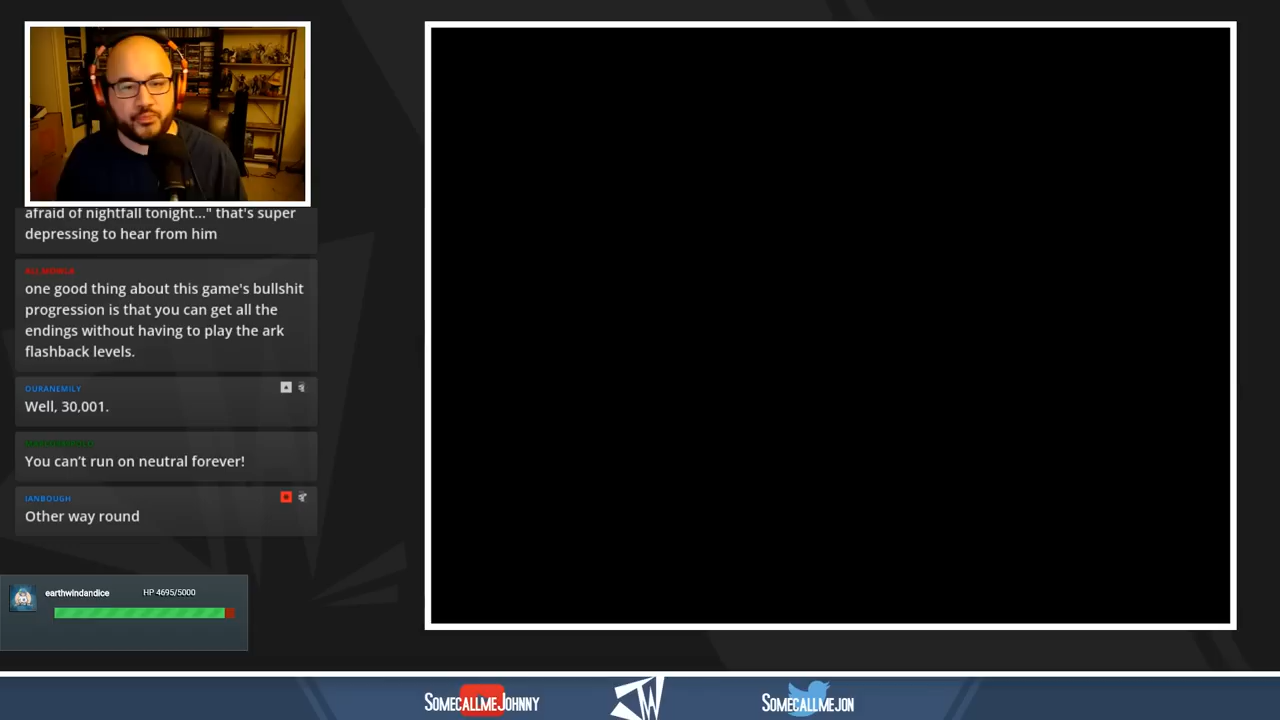 afraid of nightfall tonight..." that's super
depressing to hear from him
ALI_MOWLA
one good thing about this game's bullshit
progression is that you can get all the
endings without having to play the ark
flashback levels.
OURANEMILY
Well, 30,001.
You can't run on neutral forever!
IANBOUGH
Other way round
earthwindandice HP 4695/5000
SOMECALLMEJOHNNY
SOMECALLMEJON